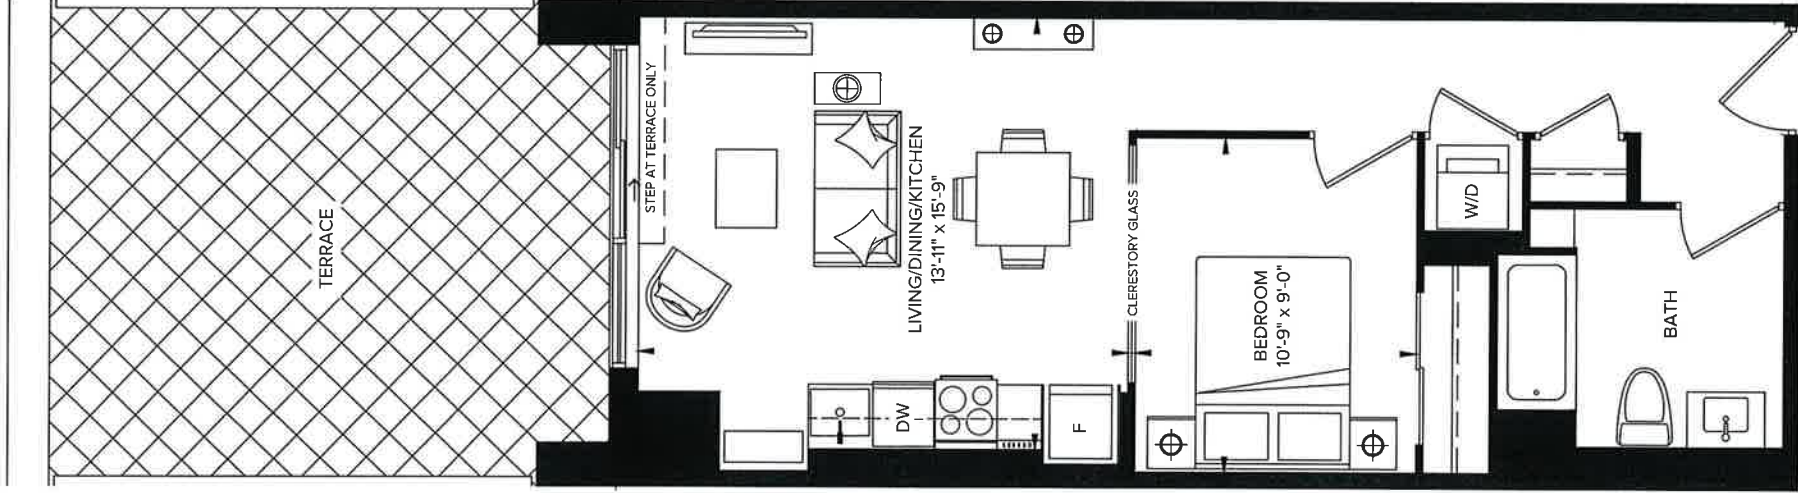 TERRACE
STEP AT TERRACE ONLY
LIVING/DINING/KITCHEN
13'-11" x 15'-9"
DW
F
CLERESTORY GLASS
BEDROOM
10'-9" x 9'-0"
W/D
BATH